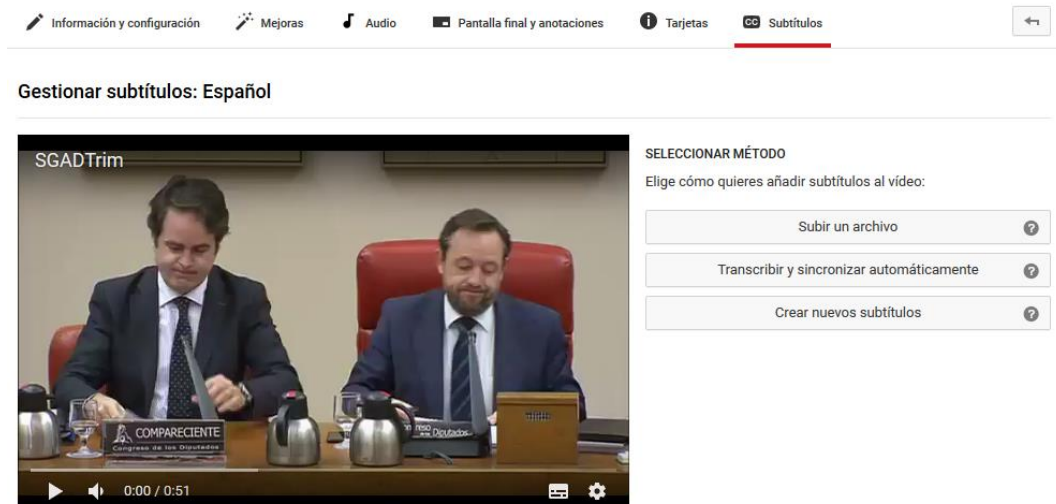 Información y configuración
Mejoras
Audio
Pantalla final y anotaciones
Tarjetas
CC Subtítulos
Gestionar subtítulos: Español
SGADTrim
COMPARECIENTE
Congreso de los Diputados
Diputados
0:00 / 0:51
SELECCIONAR MÉTODO
Elige cómo quieres añadir subtítulos al vídeo:
Subir un archivo ?
Transcribir y sincronizar automáticamente ?
Crear nuevos subtítulos ?